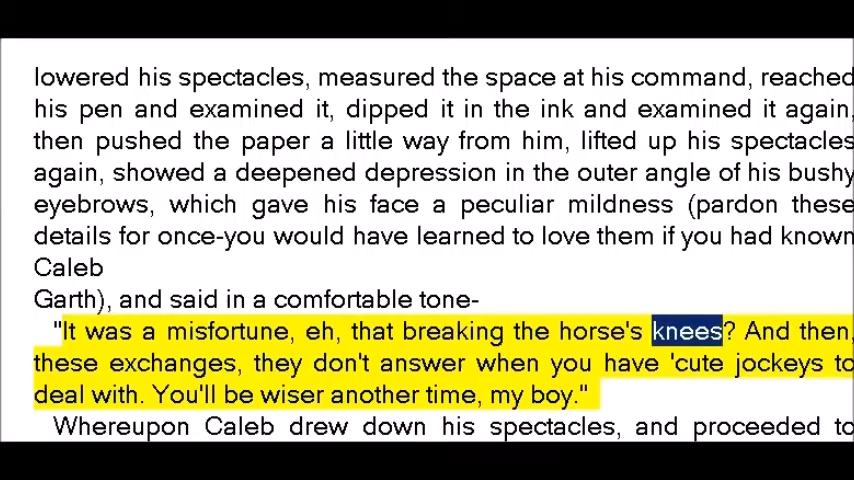 lowered his spectacles, measured the space at his command, reached
his pen and examined it, dipped it in the ink and examined it again,
then pushed the paper a little way from him, lifted up his spectacles
again, showed a deepened depression in the outer angle of his bushy
eyebrows, which gave his face a peculiar mildness (pardon these
details for once-you would have learned to love them if you had known
Caleb
Garth), and said in a comfortable tone-
"It was a misfortune, eh, that breaking the horse's knees? And then,
these exchanges, they don't answer when you have 'cute jockeys to
deal with. You'll be wiser another time, my boy."
Whereupon Caleb drew down his spectacles, and proceeded to